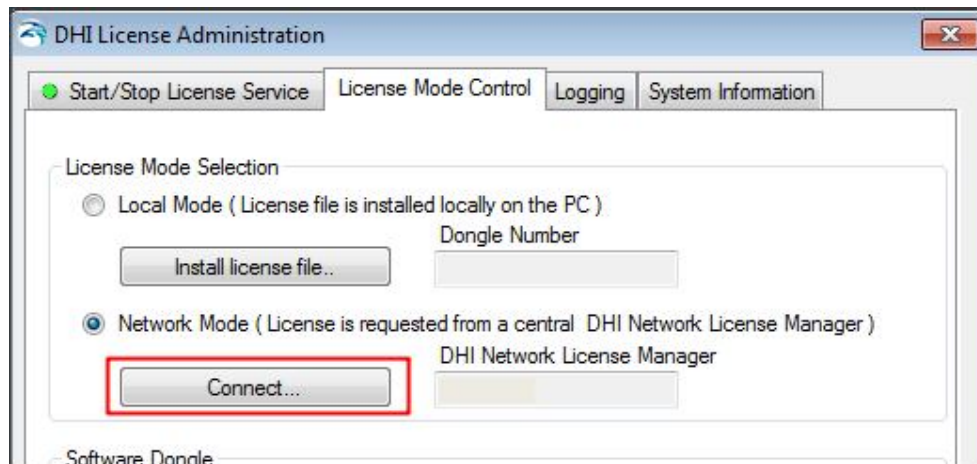 DHI License Administration
Start/Stop License Service License Mode Control Logging System Information
License Mode Selection
Local Mode ( License file is installed locally on the PC )
Dongle Number
Install license file..
Network Mode ( License is requested from a central DHI Network License Manager )
DHI Network License Manager
Connect...
Software Dongle